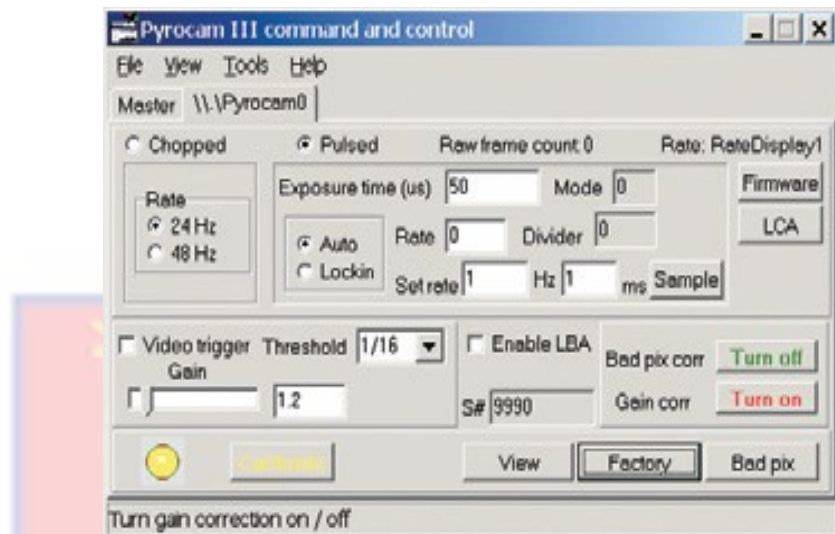 Pyrocam III command and control
File View Tools Help
Master \\.\Pyrocam0
Chopped Pulsed Raw frame count 0 Rate: RateDisplay1
Exposure time (us) 50 Mode 0 Firmware
Rate
24 Hz
48 Hz
Auto
Lockin
Rate 0 Divider 0 LCA
Set rate 1 Hz 1 ms Sample
Video trigger Threshold 1/16 Enable LBA Bad pix corr Turn off
Gain
1.2 S# 9990 Gain corr Turn on
View Factory Bad pix
Turn gain correction on / off